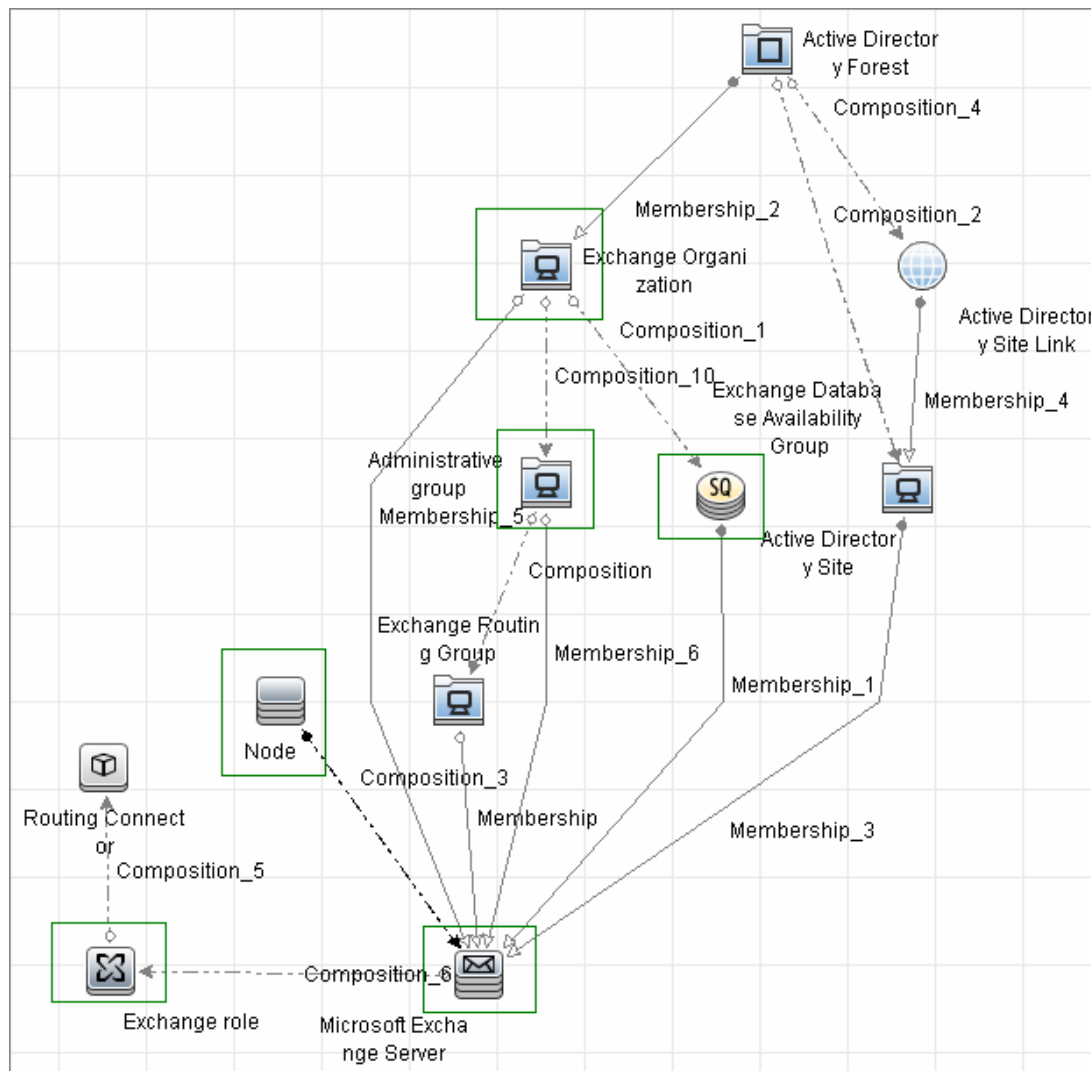 Active Director
y Forest
Composition_4
Membership_2
Composition_2
Exchange Organi
zation
Active Director
y Site Link
Composition_1
Composition_10
Exchange Databa
se Availability
Group
Membership_4
Administrative
group
SQ
Membership_5
Active Director
y Site
Composition
Exchange Routin
g Group
Membership_6
Membership_1
Node
Composition_3
Routing Connect
or
Membership
Membership_3
Composition_5
Composition_6
Exchange role
Microsoft Excha
nge Server